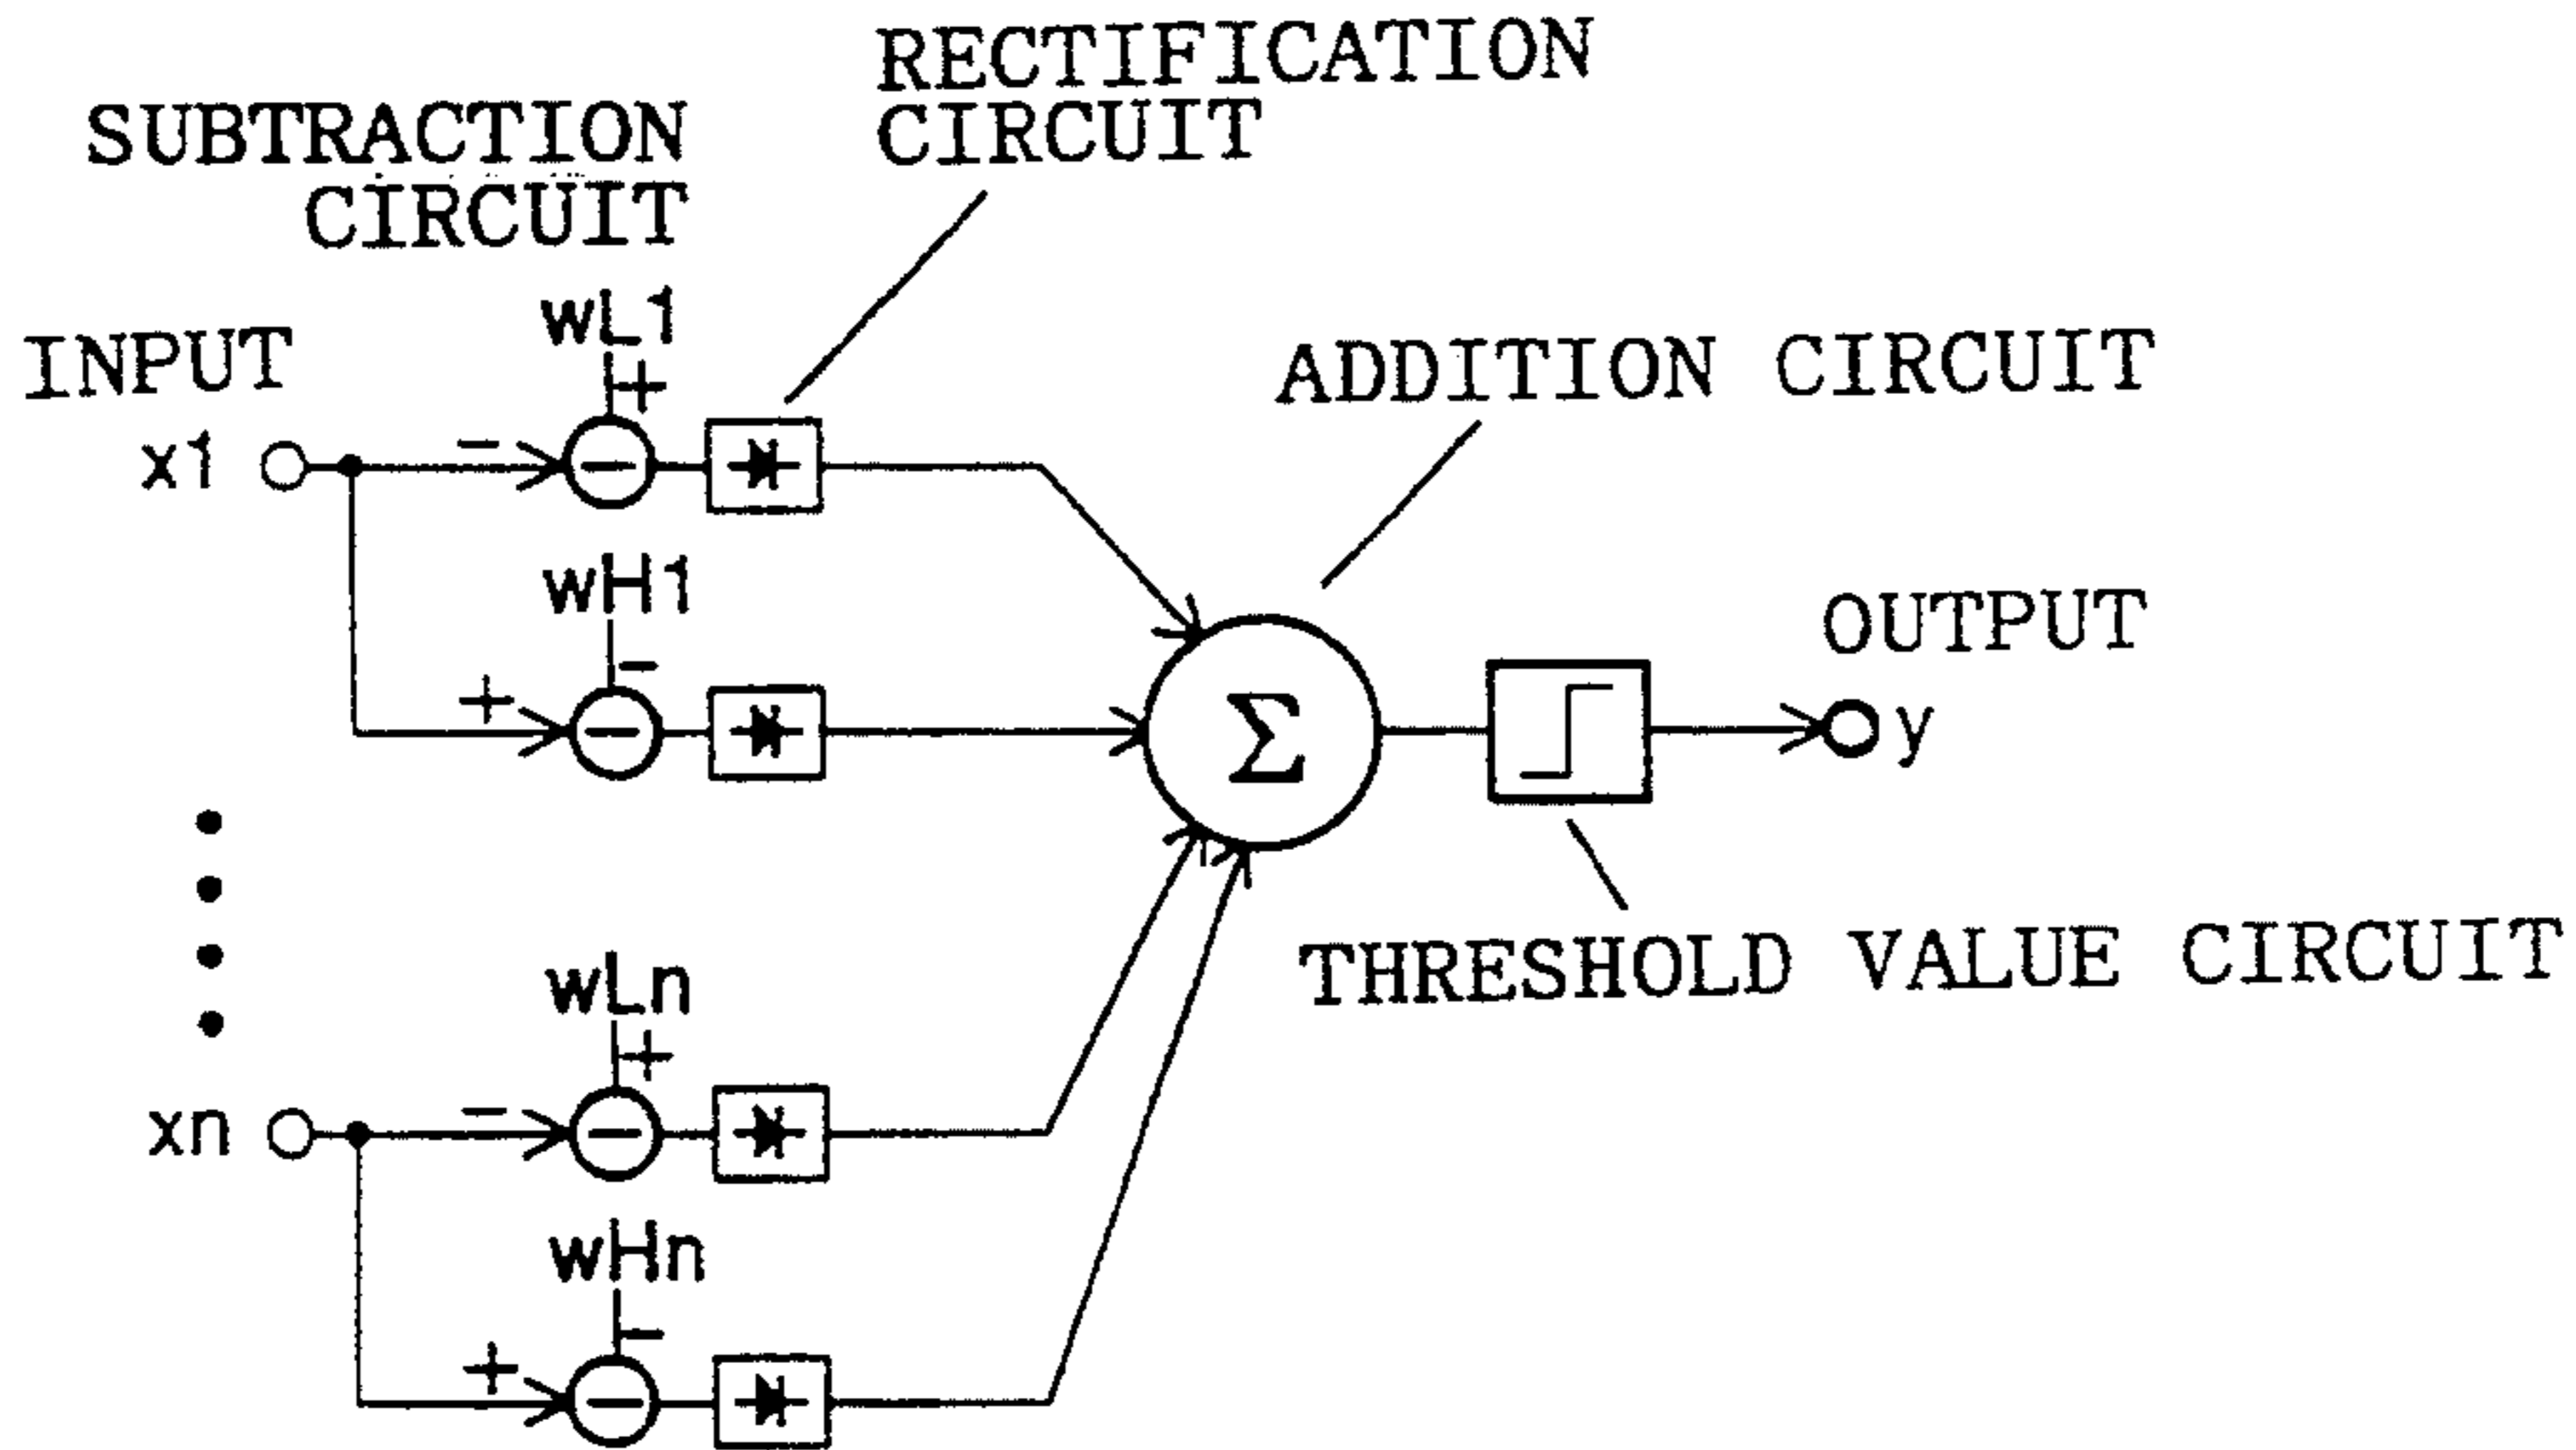 RECTIFICATION
CIRCUIT
SUBTRACTION
CIRCUIT
INPUT
wL1
+
ADDITION CIRCUIT
x1
-
-
wH1
-
+
-
Σ
OUTPUT
y
THRESHOLD VALUE CIRCUIT
wLn
+
xn
-
-
wHn
-
+
-